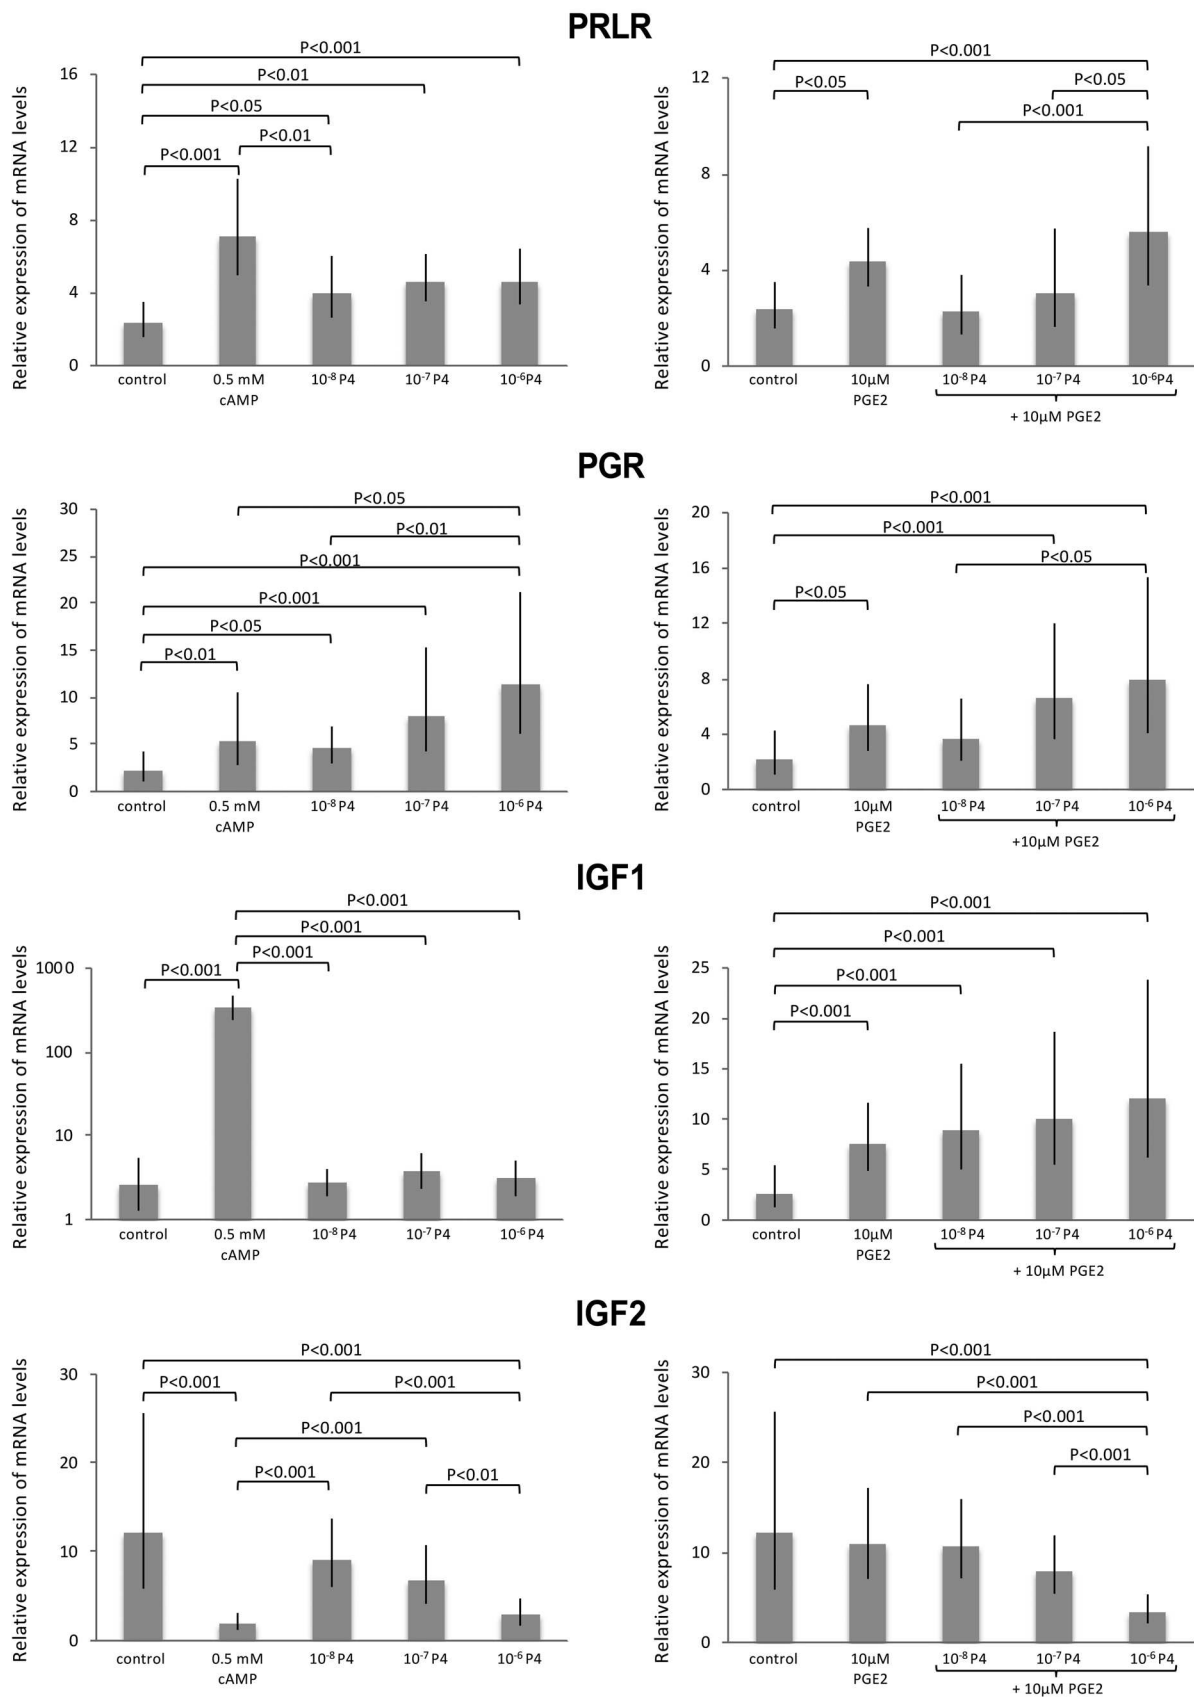 PRLR
Relative expression of mRNA levels
P<0.001
P<0.01
P<0.05
P<0.01
P<0.001
16
12
8
4
0
control
0.5 mM
cAMP
10⁻⁸ P4
10⁻⁷ P4
10⁻⁶P4
Relative expression of mRNA levels
P<0.001
P<0.05
P<0.05
P<0.001
12
8
4
0
control
10µM
PGE2
10⁻⁸ P4
10⁻⁷ P4
10⁻⁶P4
+ 10µM PGE2
PGR
Relative expression of mRNA levels
P<0.05
P<0.01
P<0.001
P<0.001
P<0.05
P<0.01
30
25
20
15
10
5
0
control
0.5 mM
cAMP
10⁻⁸ P4
10⁻⁷ P4
10⁻⁶ P4
Relative expression of mRNA levels
P<0.001
P<0.001
P<0.05
P<0.05
20
16
12
8
4
0
control
10µM
PGE2
10⁻⁸ P4
10⁻⁷ P4
10⁻⁶ P4
+10µM PGE2
IGF1
Relative expression of mRNA levels
P<0.001
P<0.001
P<0.001
P<0.001
1000
100
10
1
control
0.5 mM
cAMP
10⁻⁸ P4
10⁻⁷ P4
10⁻⁶ P4
Relative expression of mRNA levels
P<0.001
P<0.001
P<0.001
P<0.001
25
20
15
10
5
0
control
10µM
PGE2
10⁻⁸ P4
10⁻⁷ P4
10⁻⁶ P4
+ 10µM PGE2
IGF2
Relative expression of mRNA levels
P<0.001
P<0.001
P<0.001
P<0.001
P<0.001
P<0.01
30
20
10
0
control
0.5 mM
cAMP
10⁻⁸ P4
10⁻⁷ P4
10⁻⁶ P4
Relative expression of mRNA levels
P<0.001
P<0.001
P<0.001
P<0.001
30
20
10
0
control
10µM
PGE2
10⁻⁸ P4
10⁻⁷ P4
10⁻⁶ P4
+ 10µM PGE2